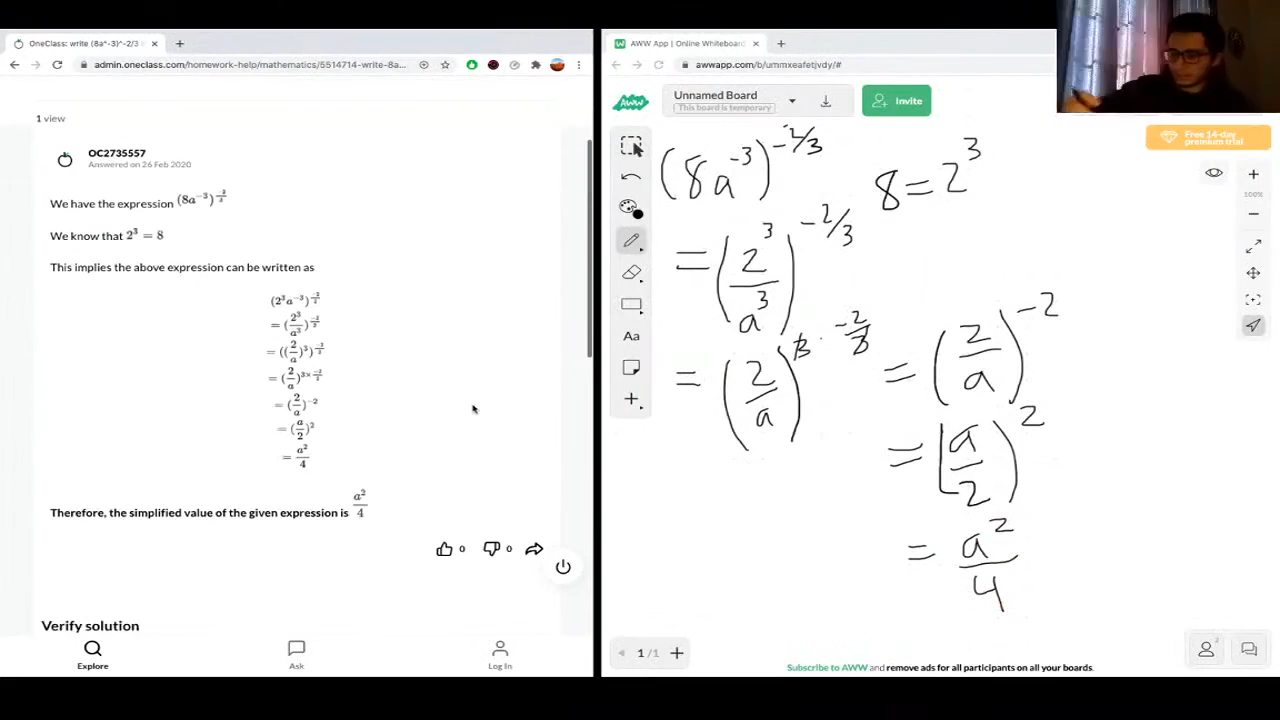 OneClass: write (8a^-3)^-2/3
admin.oneclass.com/homework-help/mathematics/5514714-write-8a...
1 view
OC2735557
Answered on 26 Feb 2020
We have the expression (8a⁻³)^(-2/3)
We know that 2³ = 8
This implies the above expression can be written as
(2³a⁻³)^(-2/3)
= (2³/a³)^(-2/3)
= ((2/a)³)^(-2/3)
= (2/a)^(3×-2/3)
= (2/a)⁻²
= (a/2)²
= a²/4
Therefore, the simplified value of the given expression is a²/4
0 0
Verify solution
Explore Ask Log In
AWW App | Online Whiteboard
awwapp.com/b/ummxeafetjvdy/#
AWW
Unnamed Board
This board is temporary
Invite
Free 14-day
premium trial
100%
Aa
(8a⁻³)^(-2/3)
8 = 2³
= (2³/a³)^(-2/3)
= (2/a)^(3 · -2/3)
= (2/a)⁻²
= (a/2)²
= a²/4
1 / 1
2
Subscribe to AWW and remove ads for all participants on all your boards.